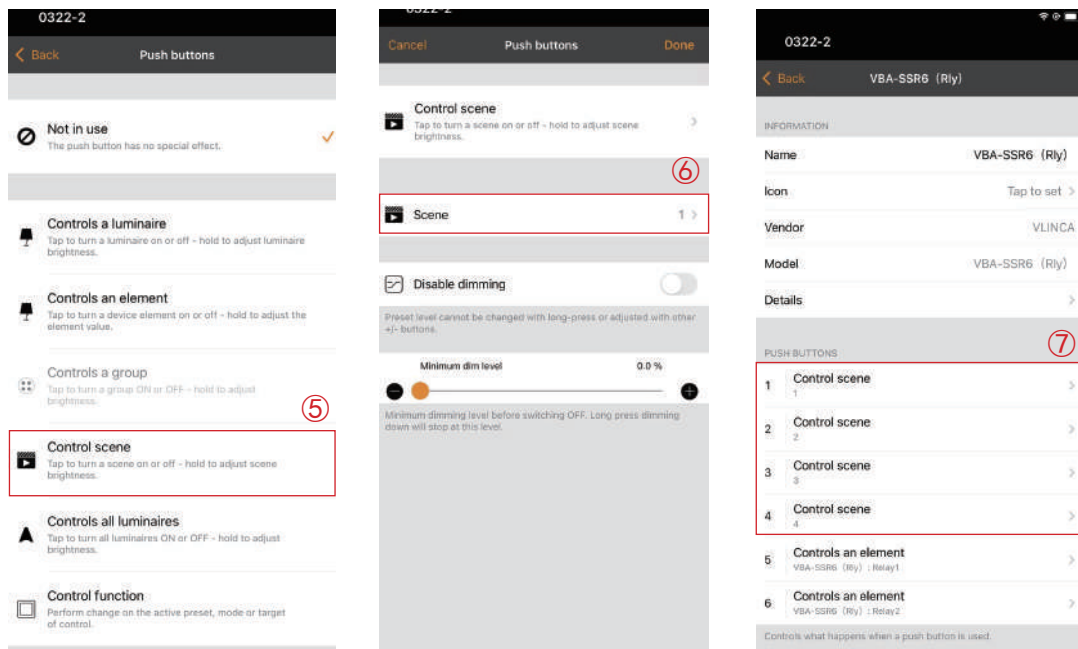 0322-2
Back
Push buttons
Not in use
The push button has no special effect.
Controls a luminaire
Tap to turn a luminaire on or off - hold to adjust luminaire
brightness.
Controls an element
Tap to turn a device element on or off - hold to adjust the
element value.
Controls a group
Tap to turn a group ON or OFF - hold to adjust
brightness.
⑤
Control scene
Tap to turn a scene on or off - hold to adjust scene
brightness.
Controls all luminaires
Tap to turn all luminaires ON or OFF - hold to adjust
brightness.
Control function
Perform change on the active preset, mode or target
of control.
0322-2
Cancel
Push buttons
Done
Control scene
Tap to turn a scene on or off - hold to adjust scene
brightness.
⑥
Scene 1
Disable dimming
Preset level cannot be changed with long-press or adjusted with other
+/- buttons.
Minimum dim level 0.0 %
Minimum dimming level before switching OFF. Long press dimming
down will stop at this level.
0322-2
Back
VBA-SSR6 (Rly)
INFORMATION
Name VBA-SSR6 (Rly)
Icon Tap to set
Vendor VLINCA
Model VBA-SSR6 (Rly)
Details
PUSH BUTTONS
⑦
1 Control scene
1
2 Control scene
2
3 Control scene
3
4 Control scene
4
5 Controls an element
VBA-SSR6 (Rly) : Relay1
6 Controls an element
VBA-SSR6 (Rly) : Relay2
Controls what happens when a push button is used.